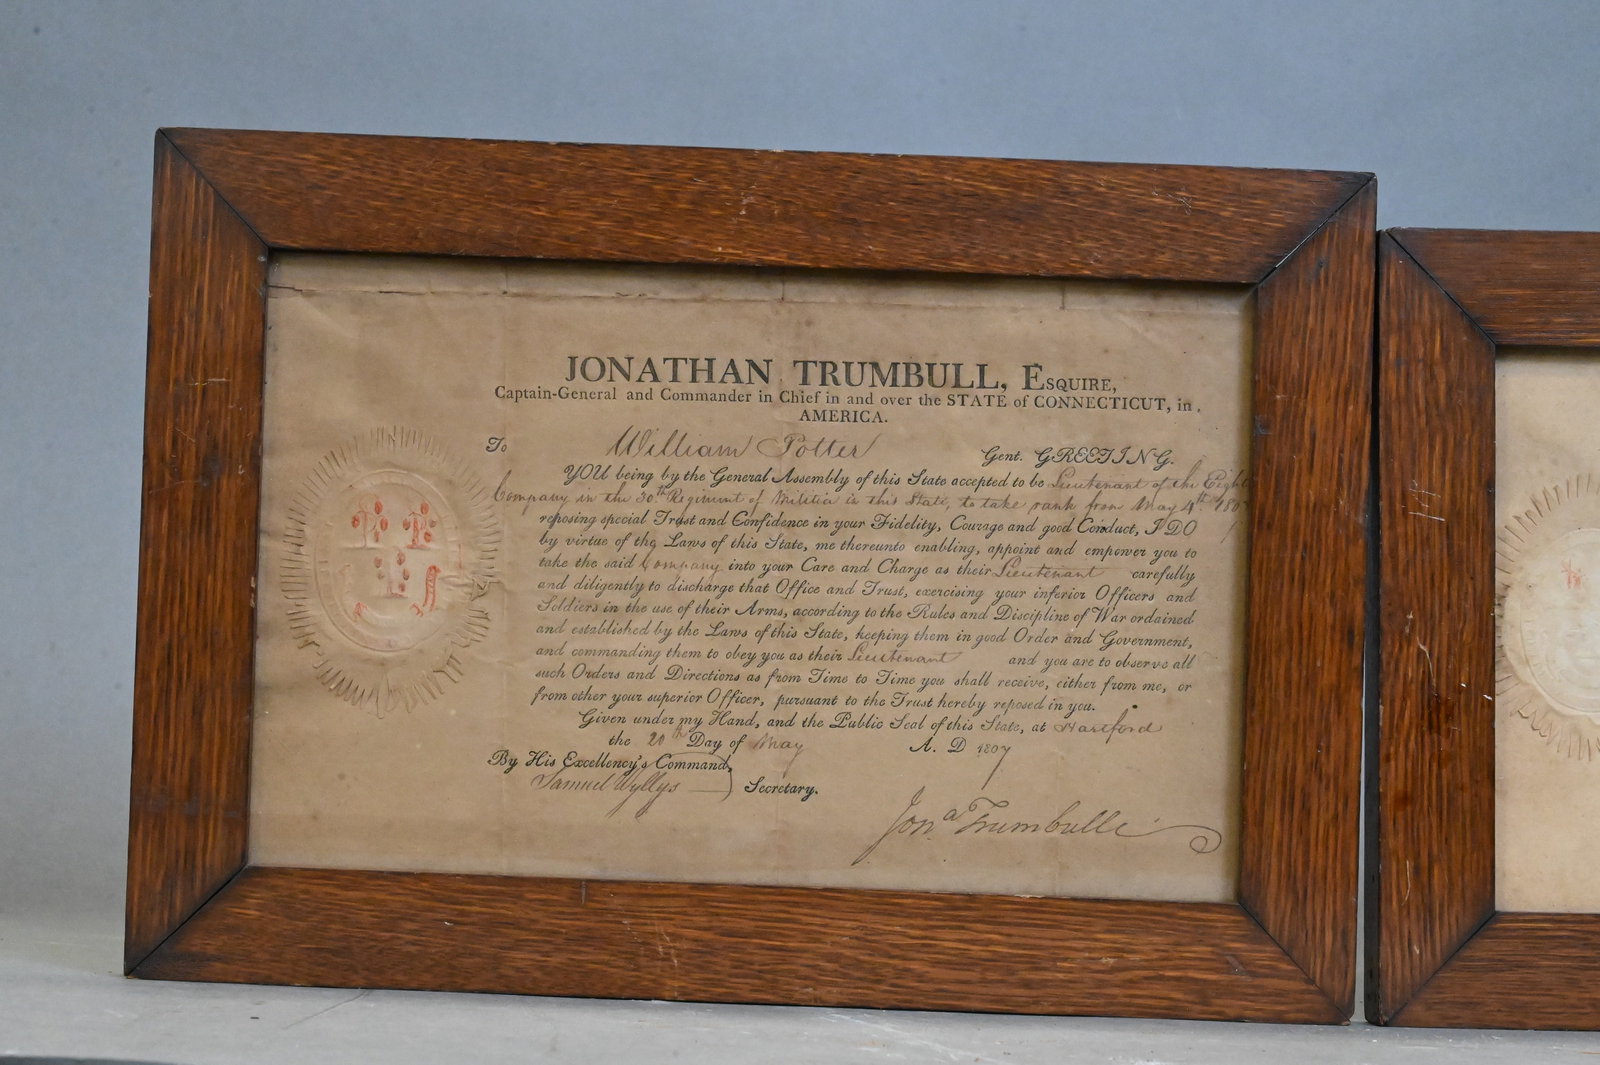 JONATHAN TRUMBULL, ESQUIRE,
Captain-General and Commander in Chief in and over the STATE of CONNECTICUT, in
AMERICA.
To William Potter Gent. GREETING.
YOU being by the General Assembly of this State accepted to be Lieutenant of the Eighth
Company in the 30th Regiment of Militia in this State, to take rank from May 4th 1807
reposing special Trust and Confidence in your Fidelity, Courage and good Conduct, I DO
by virtue of the Laws of this State, me thereunto enabling, appoint and empower you to
take the said Company into your Care and Charge as their Lieutenant carefully
and diligently to discharge that Office and Trust, exercising your inferior Officers and
Soldiers in the use of their Arms, according to the Rules and Discipline of War ordained
and established by the Laws of this State, keeping them in good Order and Government,
and commanding them to obey you as their Lieutenant and you are to observe all
such Orders and Directions as from Time to Time you shall receive, either from me, or
from other your superior Officer, pursuant to the Trust hereby reposed in you.
Given under my Hand, and the Public Seal of this State, at Hartford
the 20th Day of May A. D 1807
By His Excellency's Command,
Samuel Wyllys Secretary.
Jonª Trumbull